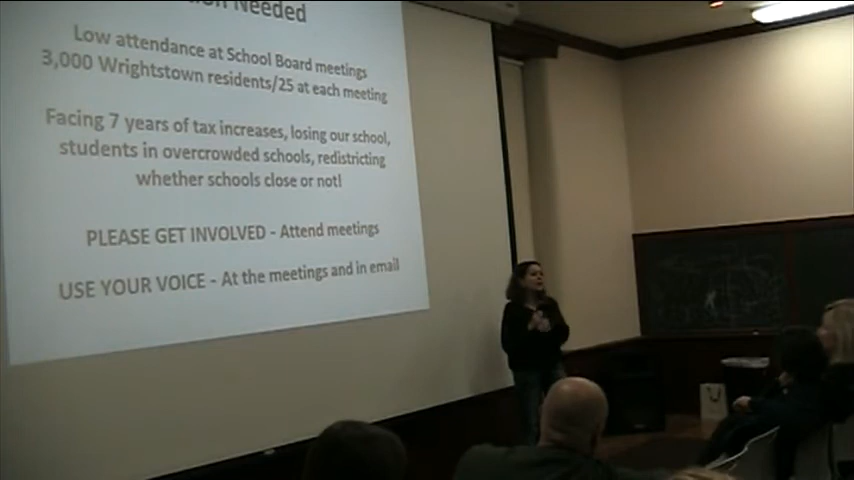 Needed
Low attendance at School Board meetings
3,000 Wrightstown residents/25 at each meeting
Facing 7 years of tax increases, losing our school,
students in overcrowded schools, redistricting
whether schools close or not!
PLEASE GET INVOLVED - Attend meetings
USE YOUR VOICE - At the meetings and in email